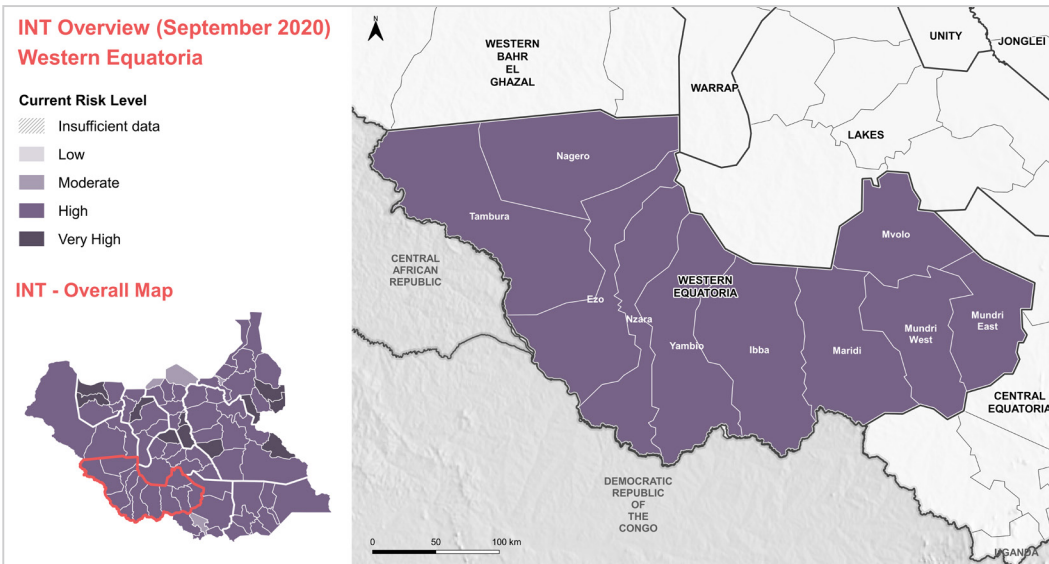 INT Overview (September 2020)
Western Equatoria
Current Risk Level
Insufficient data
Low
Moderate
High
Very High
INT - Overall Map
N
WESTERN
BAHR
EL
GHAZAL
WARRAP
UNITY
JONGLEI
LAKES
Nagero
Tambura
Mvolo
CENTRAL
AFRICAN
REPUBLIC
WESTERN
EQUATORIA
Ezo
Nzara
Yambio
Ibba
Maridi
Mundri
West
Mundri
East
CENTRAL
EQUATORIA
DEMOCRATIC
REPUBLIC
OF
THE
CONGO
UGANDA
0 50 100 km